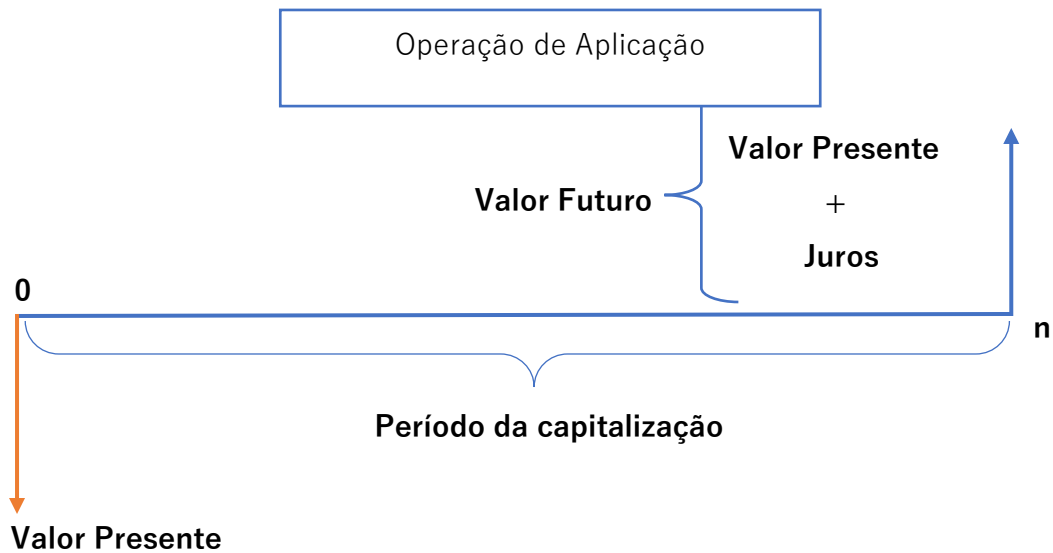 Operação de Aplicação
Valor Presente
Valor Futuro
+
Juros
0
n
Período da capitalização
Valor Presente